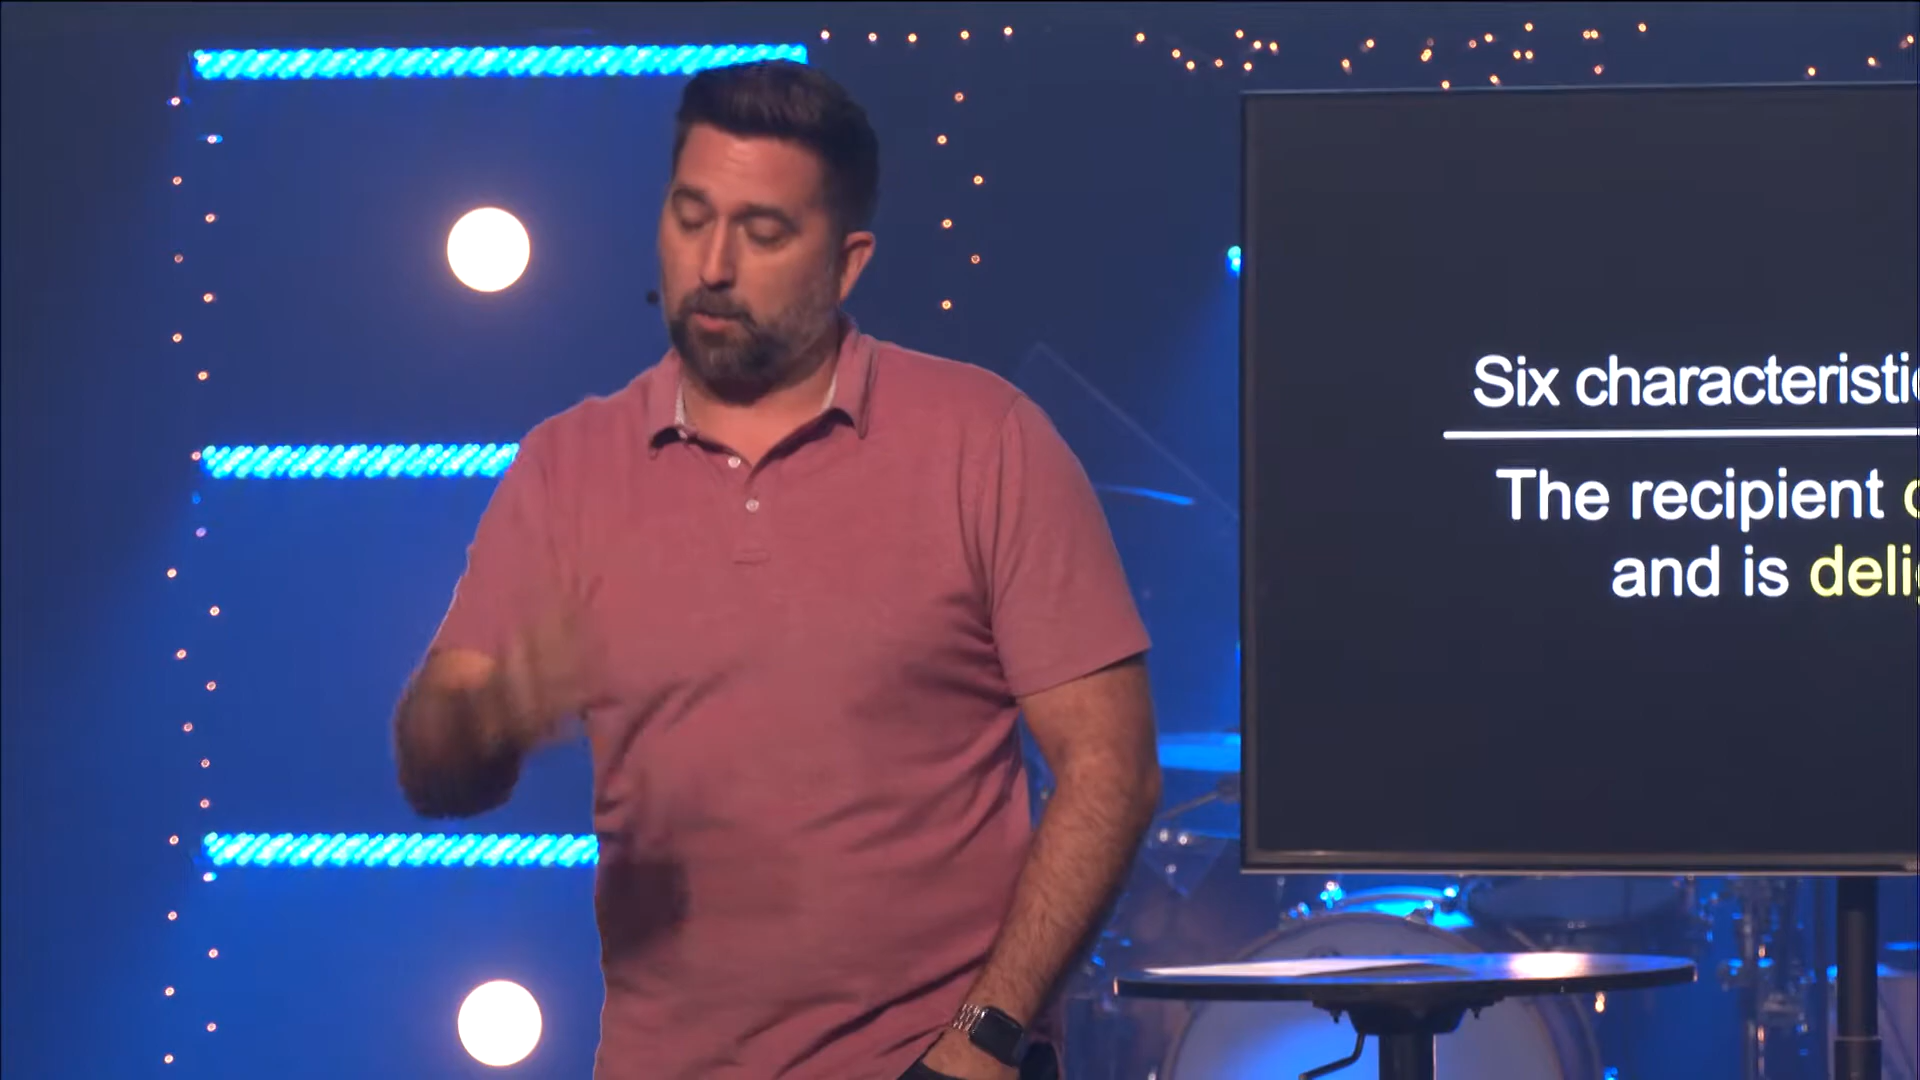 Six characteristi
The recipient
and is deli